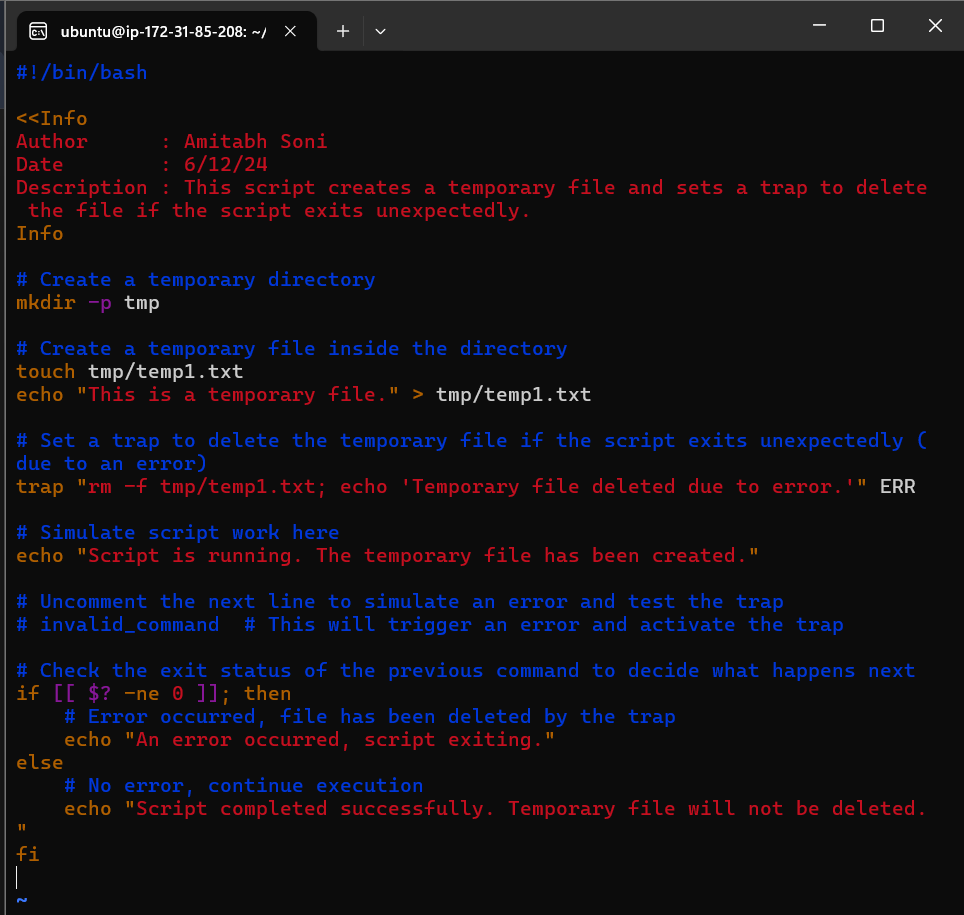 ubuntu@ip-172-31-85-208: ~/
#!/bin/bash
<<Info
Author      : Amitabh Soni
Date        : 6/12/24
Description : This script creates a temporary file and sets a trap to delete
 the file if the script exits unexpectedly.
Info
# Create a temporary directory
mkdir -p tmp
# Create a temporary file inside the directory
touch tmp/temp1.txt
echo "This is a temporary file." > tmp/temp1.txt
# Set a trap to delete the temporary file if the script exits unexpectedly (
due to an error)
trap "rm -f tmp/temp1.txt; echo 'Temporary file deleted due to error.'" ERR
# Simulate script work here
echo "Script is running. The temporary file has been created."
# Uncomment the next line to simulate an error and test the trap
# invalid_command  # This will trigger an error and activate the trap
# Check the exit status of the previous command to decide what happens next
if [[ $? -ne 0 ]]; then
    # Error occurred, file has been deleted by the trap
    echo "An error occurred, script exiting."
else
    # No error, continue execution
    echo "Script completed successfully. Temporary file will not be deleted.
"
fi
~